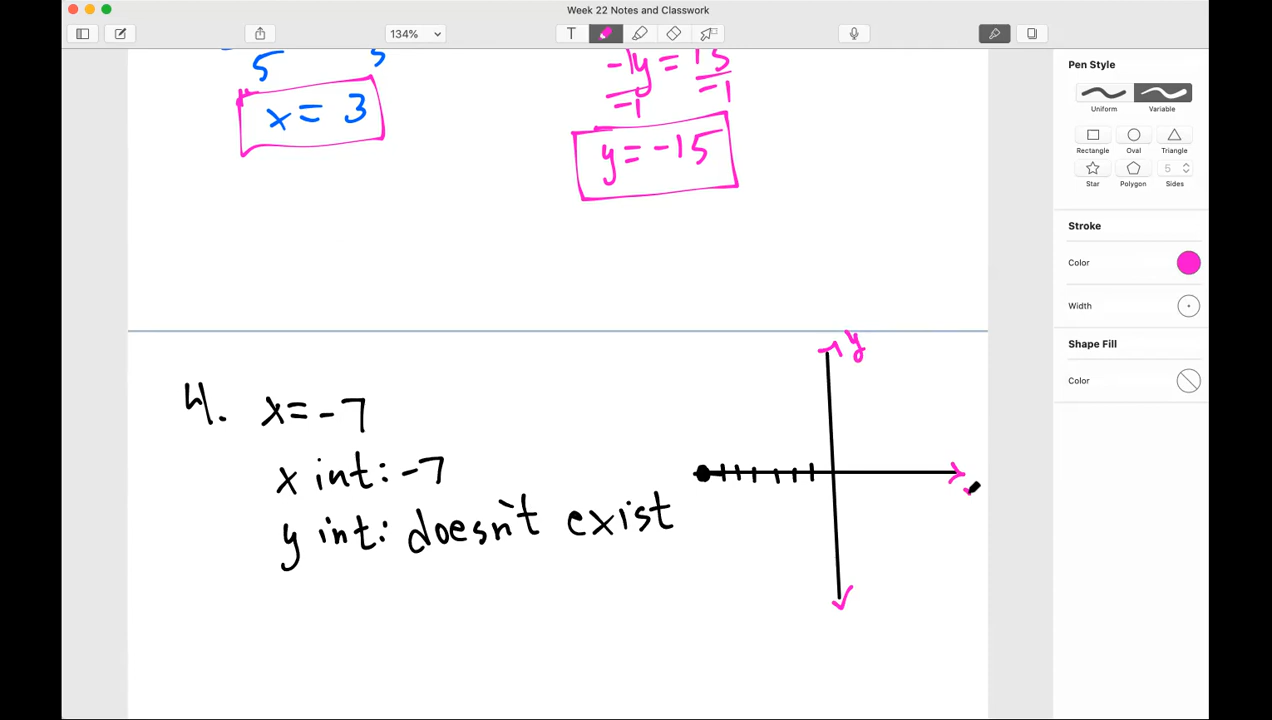 Week 22 Notes and Classwork
134%
T
Pen Style
Uniform
Variable
Rectangle
Oval
Triangle
Star
Polygon
5
Sides
Stroke
Color
Width
Shape Fill
Color
5
x = 3
-1y = 15
-1 -1
y = -15
y
4. x = -7
x int: -7
y int: doesn't exist